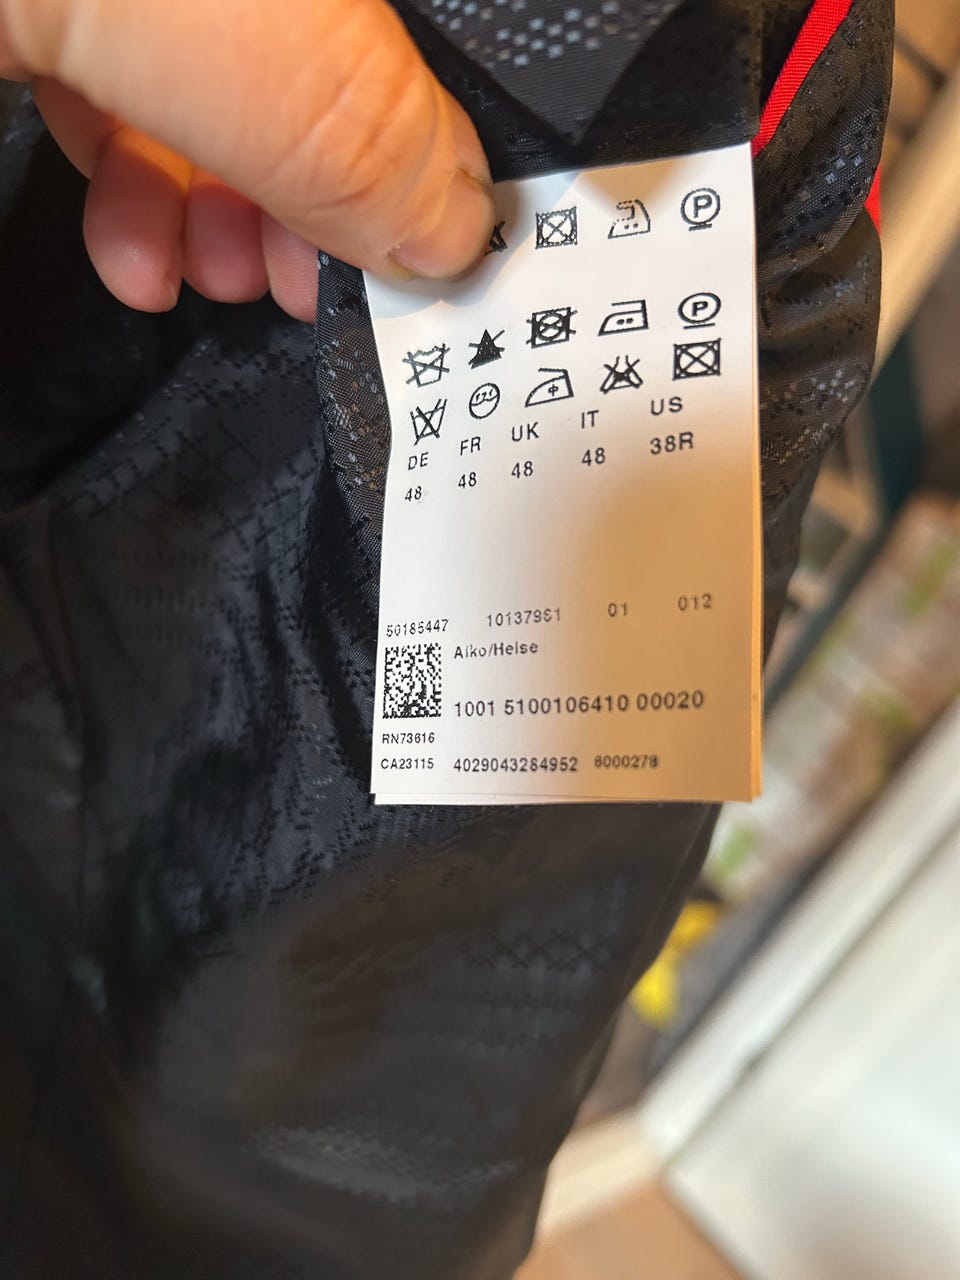 P
P
DE FR UK IT US
48 48 48 48 38R
50185447 10137961 01 012
Aiko/Heise
1001 5100106410 00020
RN73616
CA23115 4029043284952 6000278